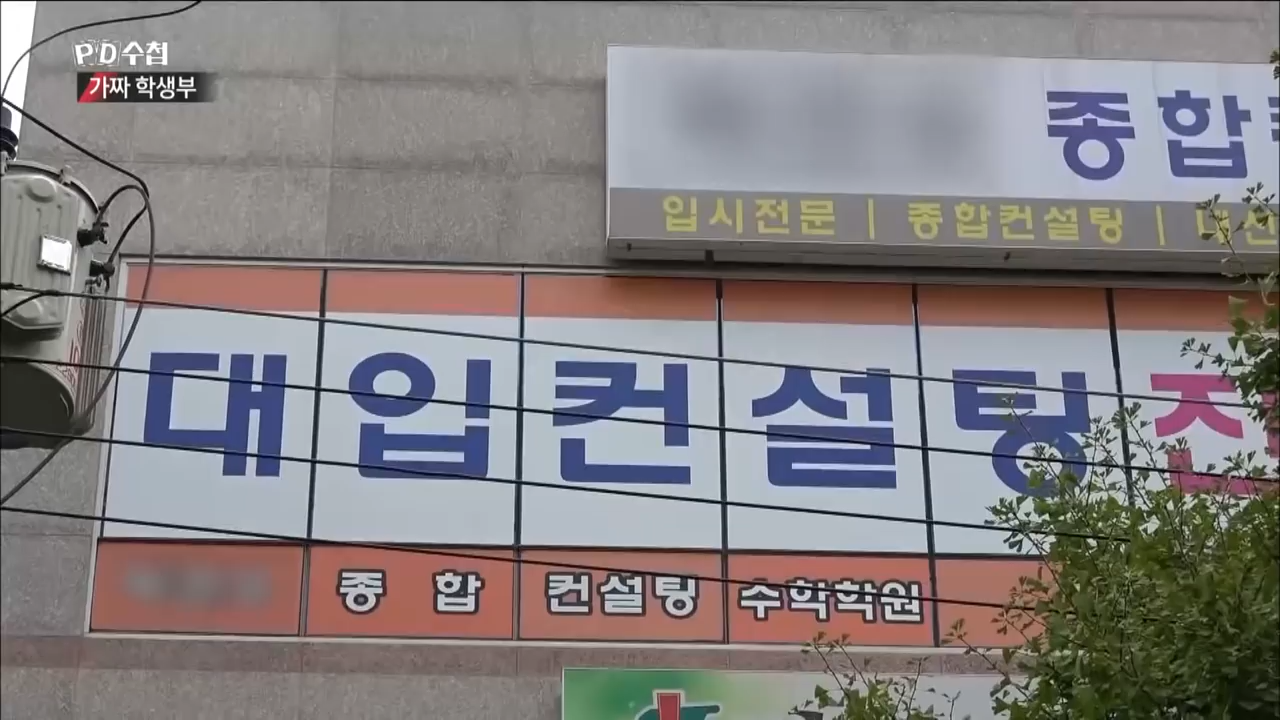 PD수첩
가짜 학생부
종합
입시전문 | 종합컨설팅 |
대입컨설팅
종 합 컨설팅 수학학원